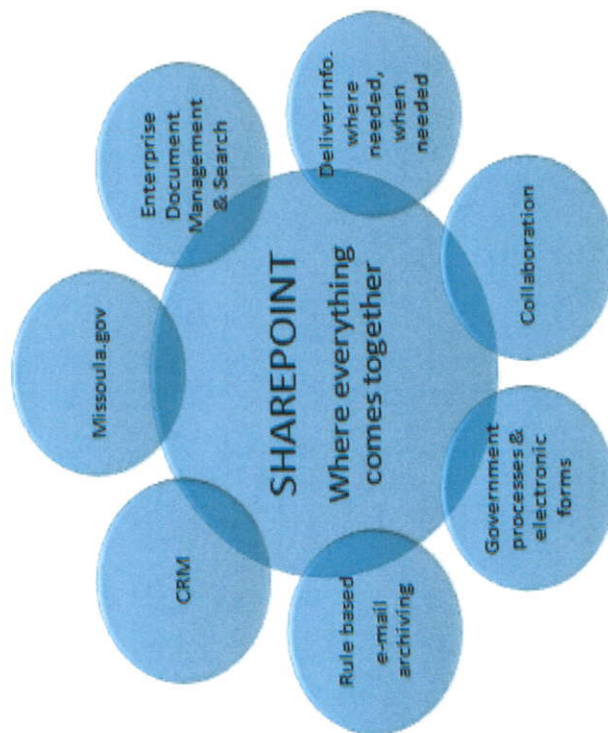 Missoula.gov
Enterprise
Document
Management
& Search
Deliver info.
where
needed,
when
needed
Collaboration
Government
processes &
electronic
forms
Rule based
e-mail
archiving
CRM
SHAREPOINT
Where everything
comes together